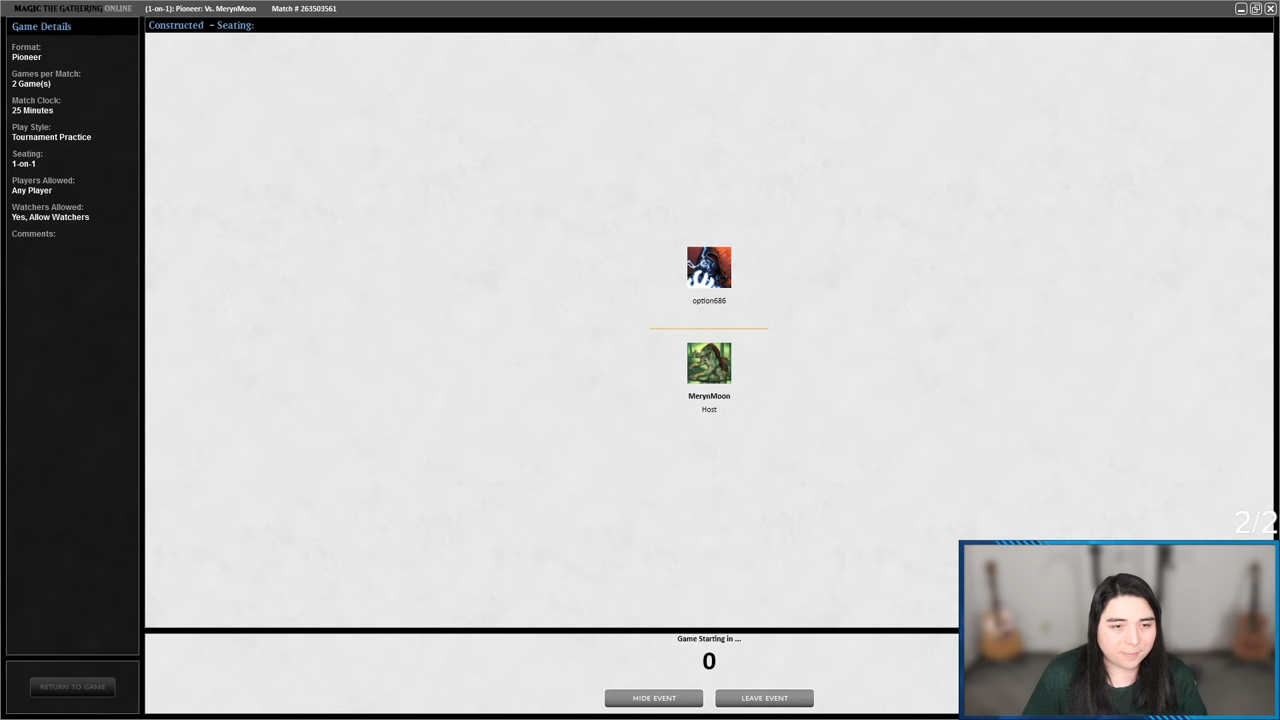 MAGIC THE GATHERING ONLINE (1-on-1): Pioneer: Vs. MerynMoon Match # 263503561
Game Details
Constructed - Seating:
Format:
Pioneer
Games per Match:
2 Game(s)
Match Clock:
25 Minutes
Play Style:
Tournament Practice
Seating:
1-on-1
Players Allowed:
Any Player
Watchers Allowed:
Yes, Allow Watchers
Comments:
option686
MerynMoon
Host
2/2
Game Starting in ...
0
RETURN TO GAME
HIDE EVENT LEAVE EVENT